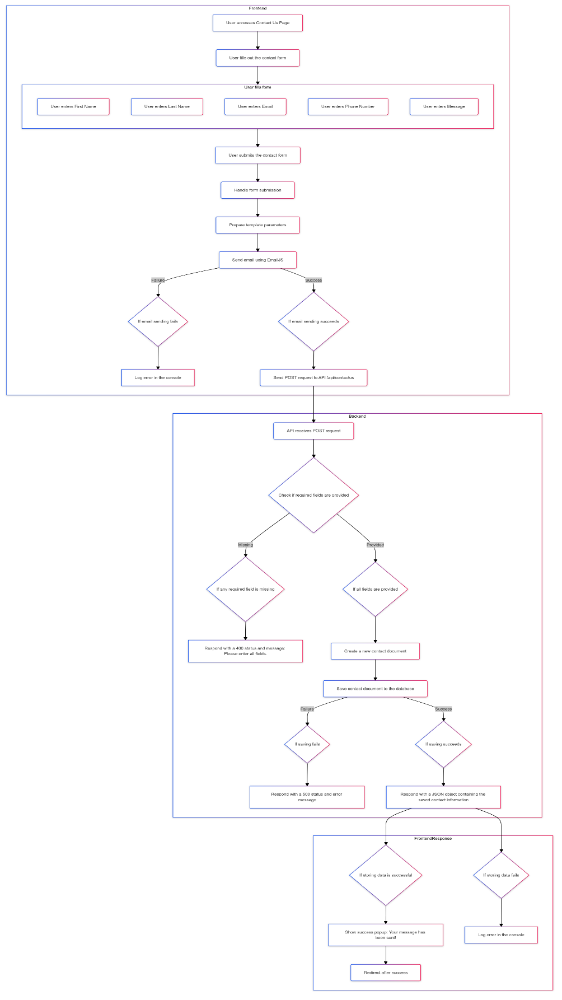 Frontend
User accesses Contact Us Page
User fills out the contact form
User fills form
User enters First Name
User enters Last Name
User enters Email
User enters Phone Number
User enters Message
User submits the contact form
Handle form submission
Prepare template parameters
Send email using EmailJS
Failure
Success
If email sending fails
If email sending succeeds
Log error in the console
Send POST request to API /api/contactus
Backend
API receives POST request
Check if required fields are provided
Missing
Provided
If any required field is missing
If all fields are provided
Respond with a 400 status and message:
Please enter all fields.
Create a new contact document
Save contact document to the database
Failure
Success
If saving fails
If saving succeeds
Respond with a 500 status and error
message
Respond with a JSON object containing the
saved contact information
FrontendResponse
If storing data is successful
If storing data fails
Show success popup: Your message has
been sent!
Log error in the console
Redirect after success